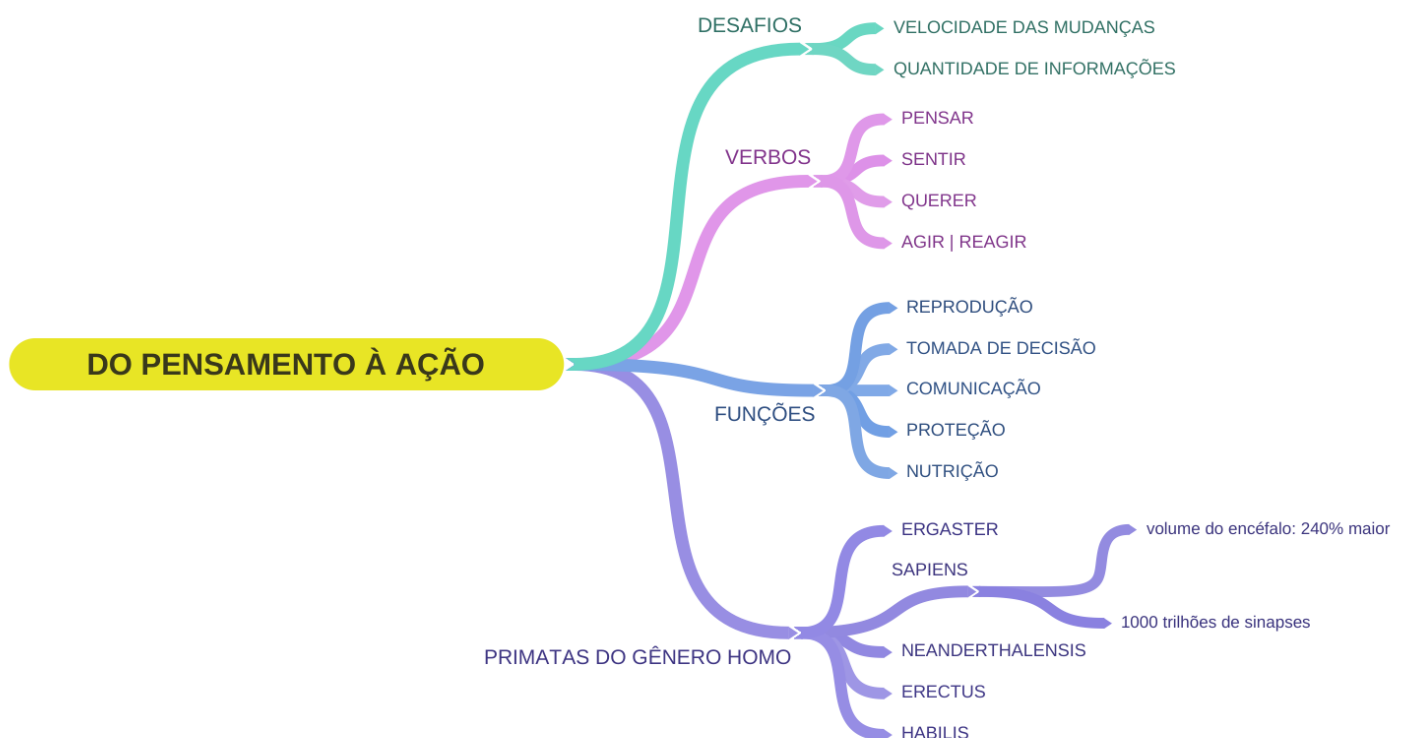 DO PENSAMENTO À AÇÃO
DESAFIOS
VELOCIDADE DAS MUDANÇAS
QUANTIDADE DE INFORMAÇÕES
VERBOS
PENSAR
SENTIR
QUERER
AGIR | REAGIR
FUNÇÕES
REPRODUÇÃO
TOMADA DE DECISÃO
COMUNICAÇÃO
PROTEÇÃO
NUTRIÇÃO
PRIMATAS DO GÊNERO HOMO
ERGASTER
SAPIENS
volume do encéfalo: 240% maior
1000 trilhões de sinapses
NEANDERTHALENSIS
ERECTUS
HABILIS